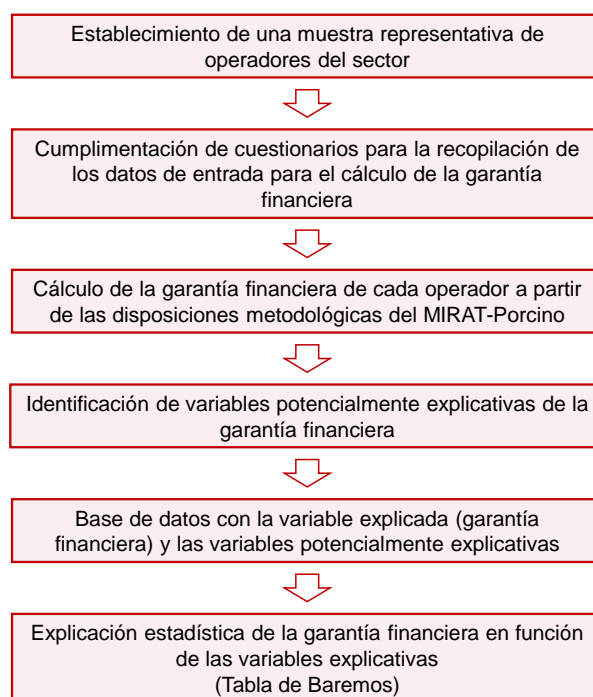 Establecimiento de una muestra representativa de
operadores del sector
Cumplimentación de cuestionarios para la recopilación de
los datos de entrada para el cálculo de la garantía
financiera
Cálculo de la garantía financiera de cada operador a partir
de las disposiciones metodológicas del MIRAT-Porcino
Identificación de variables potencialmente explicativas de la
garantía financiera
Base de datos con la variable explicada (garantía
financiera) y las variables potencialmente explicativas
Explicación estadística de la garantía financiera en función
de las variables explicativas
(Tabla de Baremos)